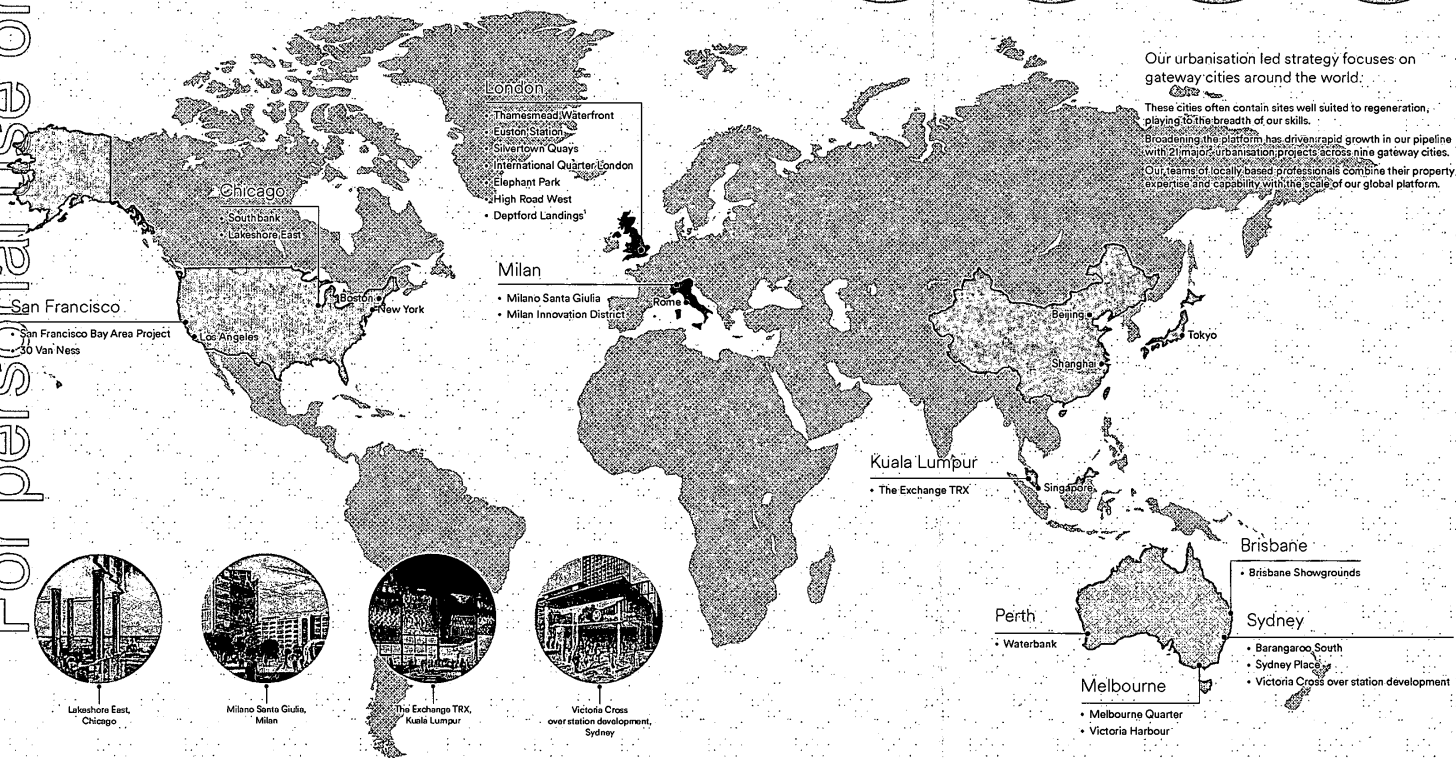 For personal use on
Our urbanisation led strategy focuses on
gateway cities around the world.
These cities often contain sites well suited to regeneration,
playing to the breadth of our skills.
Broadening the platform has driven rapid growth in our pipeline
with 21 major urbanisation projects across nine gateway cities.
Our teams of locally based professionals combine their property
expertise and capability with the scale of our global platform.
London
• Thamesmead Waterfront
• Euston Station
• Silvertown Quays
• International Quarter London
• Elephant Park
• High Road West
• Deptford Landings¹
Chicago
• Southbank
• Lakeshore East
Milan
• Milano Santa Giulia
• Milan Innovation District
Rome
San Francisco
San Francisco Bay Area Project
30 Van Ness
Los Angeles
Boston
New York
Beijing
Shanghai
Tokyo
Kuala Lumpur
• The Exchange TRX
Singapore
Brisbane
• Brisbane Showgrounds
Perth
• Waterbank
Sydney
• Barangaroo South
• Sydney Place
• Victoria Cross over station development
Melbourne
• Melbourne Quarter
• Victoria Harbour
Lakeshore East,
Chicago
Milano Santa Giulia,
Milan
The Exchange TRX,
Kuala Lumpur
Victoria Cross
over station development,
Sydney